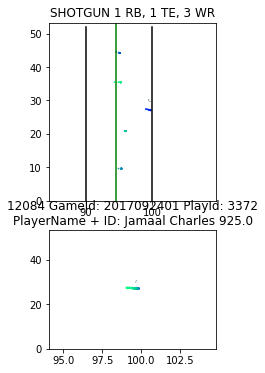 SHOTGUN 1 RB, 1 TE, 3 WR
50
40
30
20
10
0
90 100
12084 GameId: 2017092401 PlayId: 3372
PlayerName + ID: Jamaal Charles 925.0
40
20
0
95.0 97.5 100.0 102.5